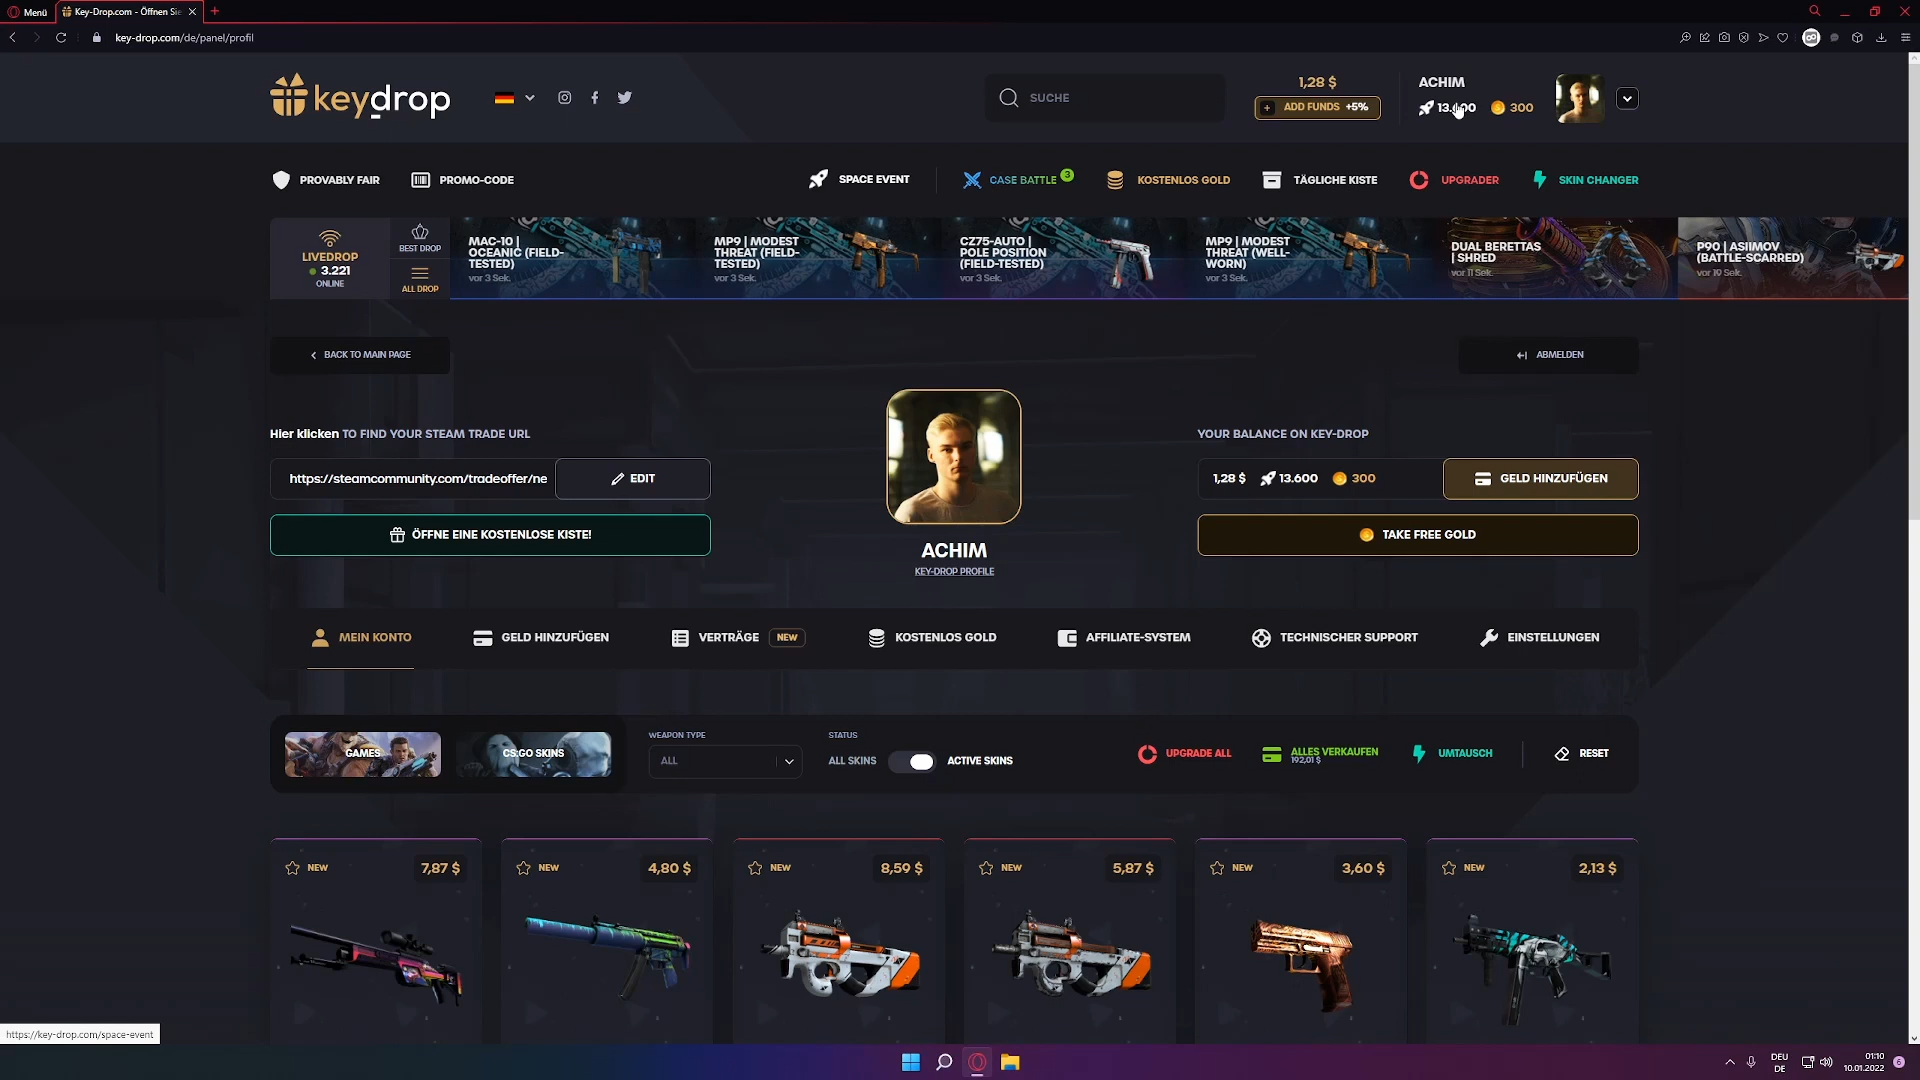 Menü
Key-Drop.com - Öffnen Sie
key-drop.com/de/panel/profil
keydrop
SUCHE
1,28 $
ADD FUNDS +5%
ACHIM
300
PROVABLY FAIR
PROMO-CODE
SPACE EVENT
CASE BATTLE 3
KOSTENLOS GOLD
TÄGLICHE KISTE
UPGRADER
SKIN CHANGER
LIVEDROP
3.221
ONLINE
BEST DROP
ALL DROP
MAC-10 |
OCEANIC (FIELD-
TESTED)
vor 3 Sek.
MP9 | MODEST
THREAT (FIELD-
TESTED)
vor 3 Sek.
CZ75-AUTO |
POLE POSITION
(FIELD-TESTED)
vor 3 Sek.
MP9 | MODEST
THREAT (WELL-
WORN)
vor 3 Sek.
DUAL BERETTAS
| SHRED
vor 11 Sek.
P90 | ASIIMOV
(BATTLE-SCARRED)
vor 19 Sek.
BACK TO MAIN PAGE
ABMELDEN
Hier klicken TO FIND YOUR STEAM TRADE URL
https://steamcommunity.com/tradeoffer/ne
EDIT
ÖFFNE EINE KOSTENLOSE KISTE!
ACHIM
KEY-DROP PROFILE
YOUR BALANCE ON KEY-DROP
1,28 $ 13.600 300
GELD HINZUFÜGEN
TAKE FREE GOLD
MEIN KONTO
GELD HINZUFÜGEN
VERTRÄGE NEW
KOSTENLOS GOLD
AFFILIATE-SYSTEM
TECHNISCHER SUPPORT
EINSTELLUNGEN
GAMES
CS:GO SKINS
WEAPON TYPE
ALL
STATUS
ALL SKINS
ACTIVE SKINS
UPGRADE ALL
ALLES VERKAUFEN
192,01 $
UMTAUSCH
RESET
NEW 7,87 $
NEW 4,80 $
NEW 8,59 $
NEW 5,87 $
NEW 3,60 $
NEW 2,13 $
https://key-drop.com/space-event
DEU
DE
01:10
10.01.2022
6